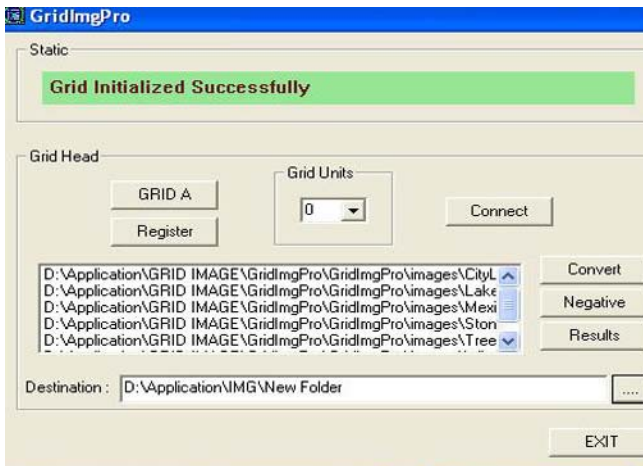 GridImgPro
Static
Grid Initialized Successfully
Grid Head
Grid Units
GRID A
0
Connect
Register
D:\Application\GRID IMAGE\GridImgPro\GridImgPro\images\CityL
D:\Application\GRID IMAGE\GridImgPro\GridImgPro\images\Lake
D:\Application\GRID IMAGE\GridImgPro\GridImgPro\images\Mexi
D:\Application\GRID IMAGE\GridImgPro\GridImgPro\images\Ston
D:\Application\GRID IMAGE\GridImgPro\GridImgPro\images\Tree
Convert
Negative
Results
Destination : D:\Application\IMG\New Folder
....
EXIT